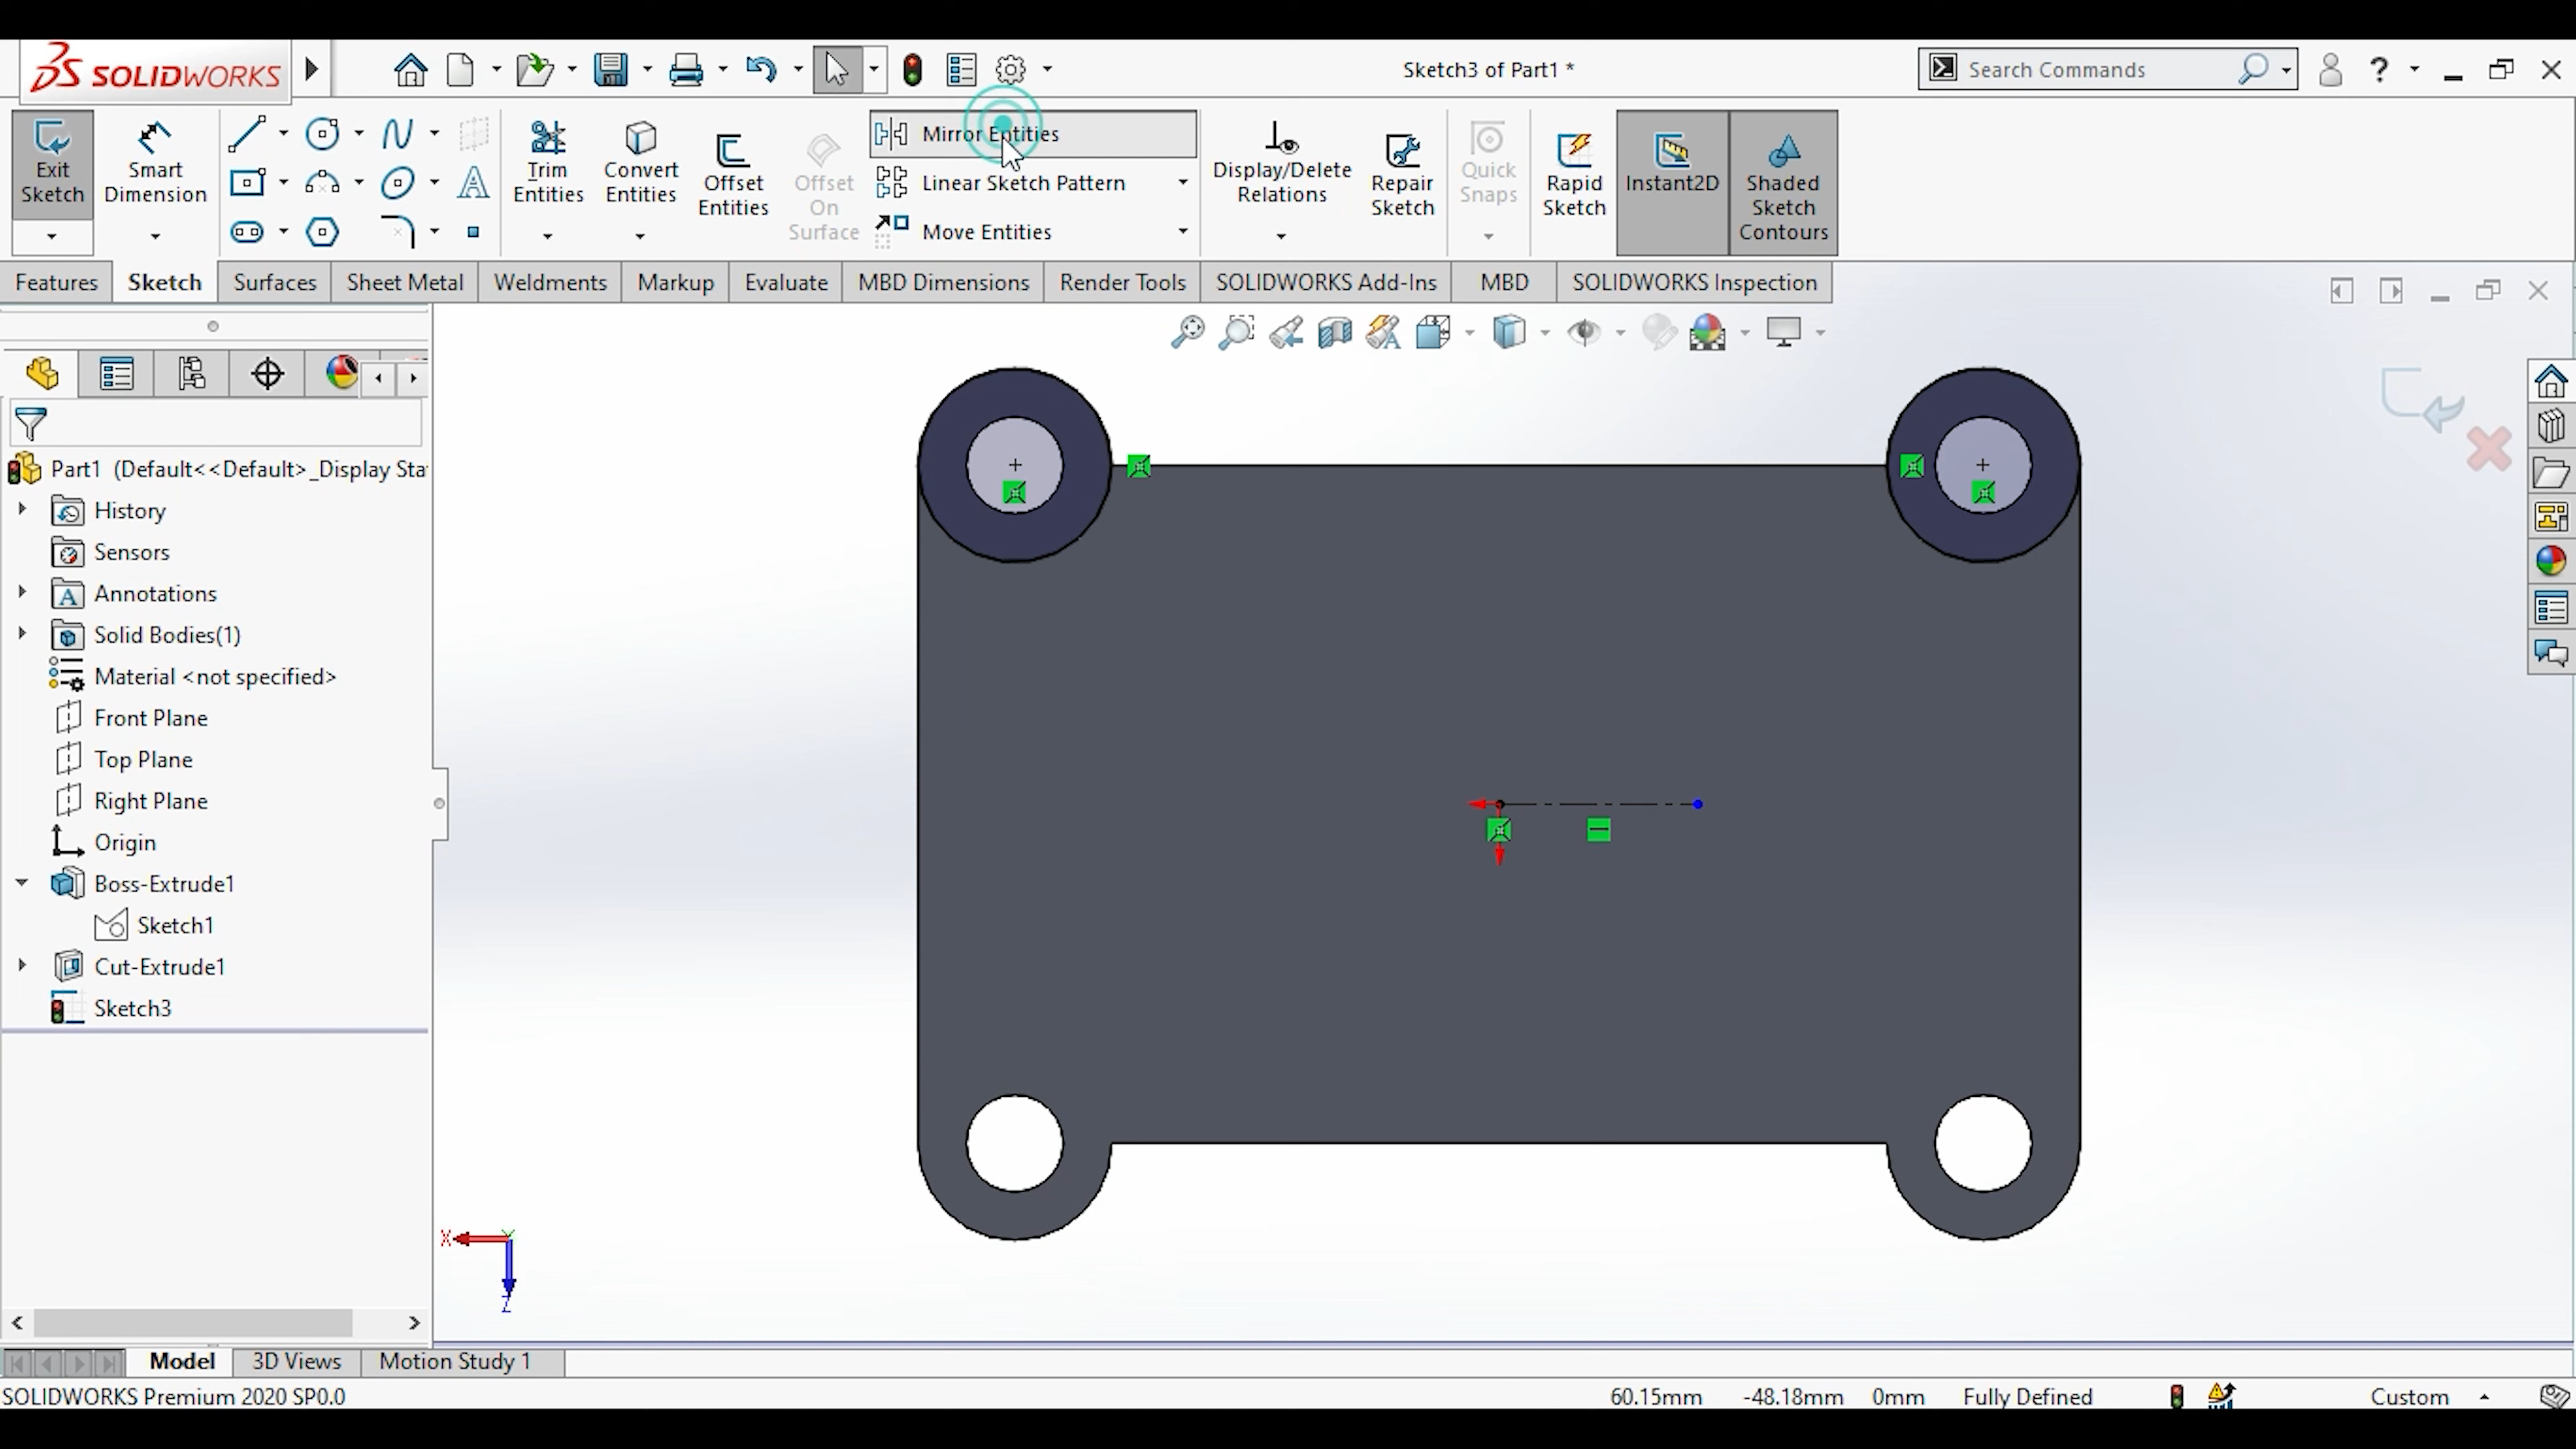 SOLIDWORKS
Sketch3 of Part1 *
Search Commands
?
Exit Sketch
Smart Dimension
Trim Entities
Convert Entities
Offset Entities
Offset On Surface
Mirror Entities
Linear Sketch Pattern
Move Entities
Display/Delete Relations
Repair Sketch
Quick Snaps
Rapid Sketch
Instant2D
Shaded Sketch Contours
Features
Sketch
Surfaces
Sheet Metal
Weldments
Markup
Evaluate
MBD Dimensions
Render Tools
SOLIDWORKS Add-Ins
MBD
SOLIDWORKS Inspection
Part1 (Default<<Default>_Display Sta
History
Sensors
Annotations
Solid Bodies(1)
Material <not specified>
Front Plane
Top Plane
Right Plane
Origin
Boss-Extrude1
Sketch1
Cut-Extrude1
Sketch3
X
Y
Z
Model
3D Views
Motion Study 1
SOLIDWORKS Premium 2020 SP0.0
60.15mm
-48.18mm
0mm
Fully Defined
Custom